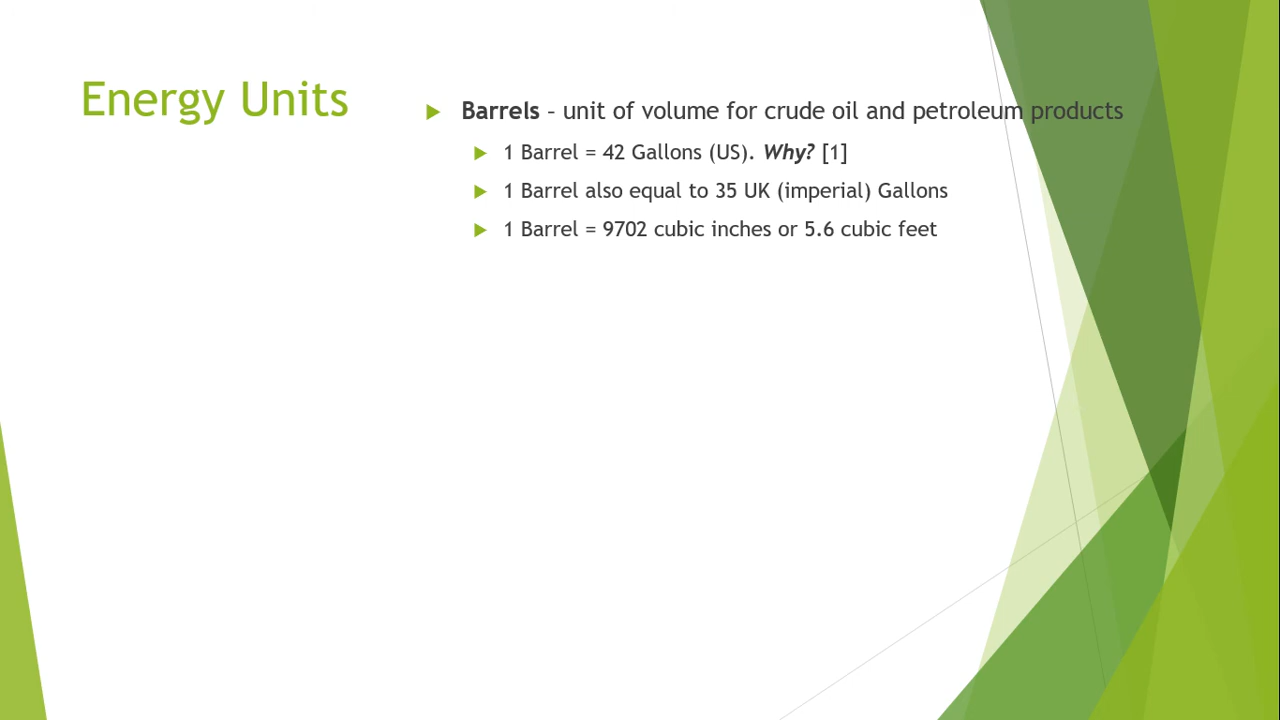 Energy Units
Barrels – unit of volume for crude oil and petroleum products
1 Barrel = 42 Gallons (US). Why? [1]
1 Barrel also equal to 35 UK (imperial) Gallons
1 Barrel = 9702 cubic inches or 5.6 cubic feet